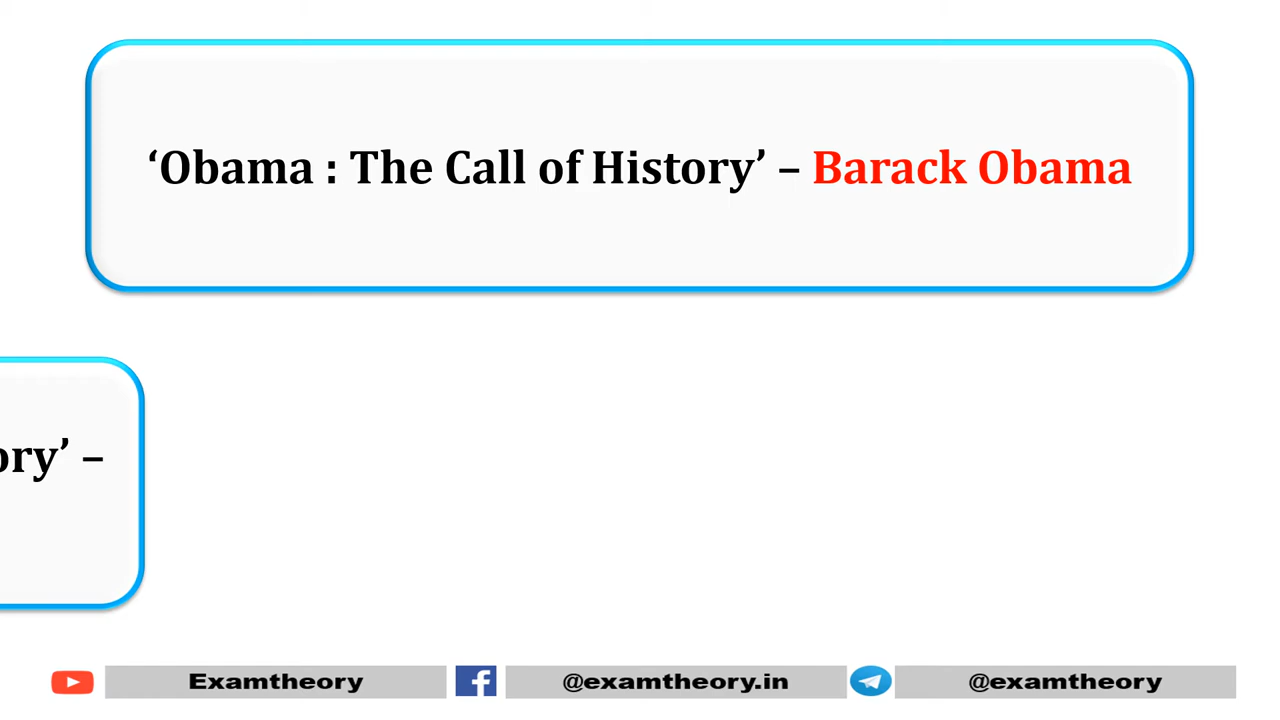 ‘Obama : The Call of History’ – Barack Obama
ory’ –
Examtheory
@examtheory.in
@examtheory